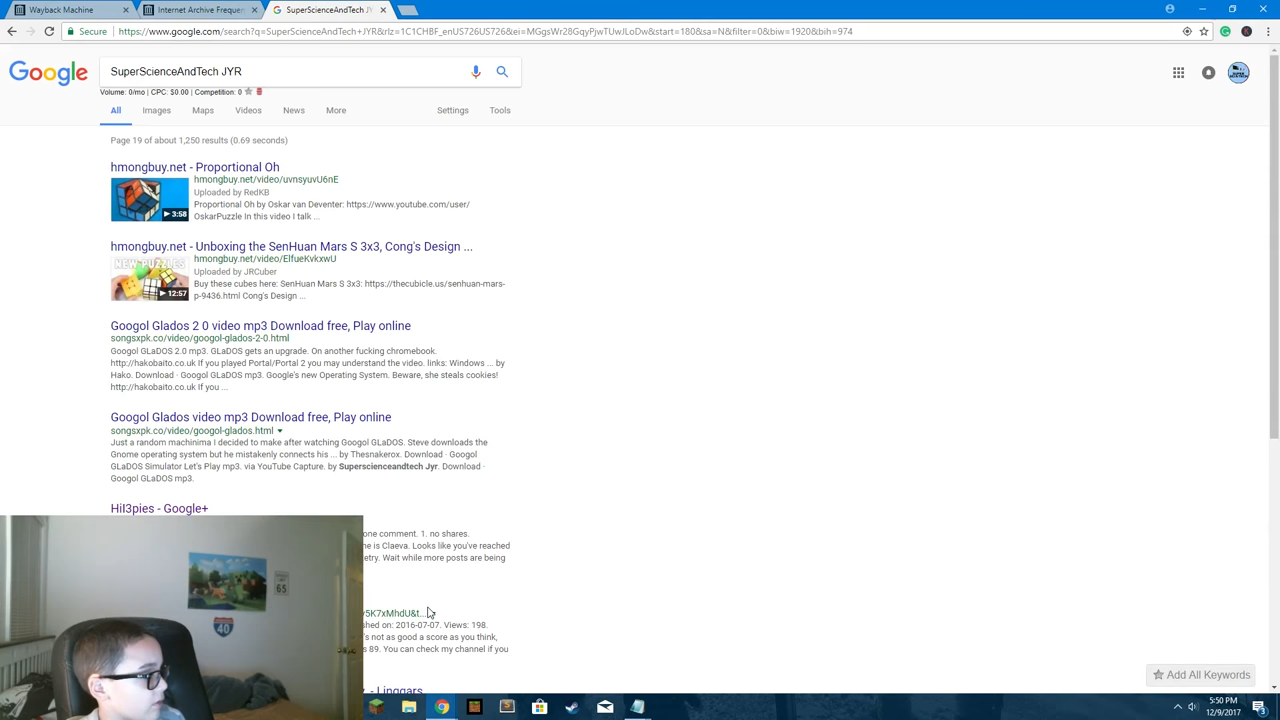 Wayback Machine
Internet Archive Frequen
SuperScienceAndTech J
Secure
https://www.google.com/search?q=SuperScienceAndTech+JYR&rlz=1C1CHBF_enUS726US726&ei=MGgsWr28GqyPjwTUwJLoDw&start=180&sa=N&filter=0&biw=1920&bih=974
Google
SuperScienceAndTech JYR
Volume: 0/mo | CPC: $0.00 | Competition: 0
All Images Maps Videos News More Settings Tools
Page 19 of about 1,250 results (0.69 seconds)
hmongbuy.net - Proportional Oh
hmongbuy.net/video/uvnsyuvU6nE
Uploaded by RedKB
Proportional Oh by Oskar van Deventer: https://www.youtube.com/user/
OskarPuzzle In this video I talk ...
3:58
hmongbuy.net - Unboxing the SenHuan Mars S 3x3, Cong's Design ...
hmongbuy.net/video/ElfueKvkxwU
NEW PUZZLES
Uploaded by JRCuber
Buy these cubes here: SenHuan Mars S 3x3: https://thecubicle.us/senhuan-mars-
p-9436.html Cong's Design ...
12:57
Googol Glados 2 0 video mp3 Download free, Play online
songsxpk.co/video/googol-glados-2-0.html
Googol GLaDOS 2.0 mp3. GLaDOS gets an upgrade. On another fucking chromebook.
http://hakobaito.co.uk If you played Portal/Portal 2 you may understand the video. links: Windows ... by
Hako. Download · Googol GLaDOS mp3. Google's new Operating System. Beware, she steals cookies!
http://hakobaito.co.uk If you ...
Googol Glados video mp3 Download free, Play online
songsxpk.co/video/googol-glados.html
Just a random machinima I decided to make after watching Googol GLaDOS. Steve downloads the
Gnome operating system but he mistakenly connects his ... by Thesnakerox. Download · Googol
GLaDOS Simulator Let's Play mp3. via YouTube Capture. by Superscienceandtech Jyr. Download ·
Googol GLaDOS mp3.
Hil3pies - Google+
one comment. 1. no shares.
ne is Claeva. Looks like you've reached
etry. Wait while more posts are being
v5K7xMhdU&t...
shed on: 2016-07-07. Views: 198.
's not as good a score as you think,
s 89. You can check my channel if you
- Linggars
Add All Keywords
65
40
5:50 PM
12/9/2017
3